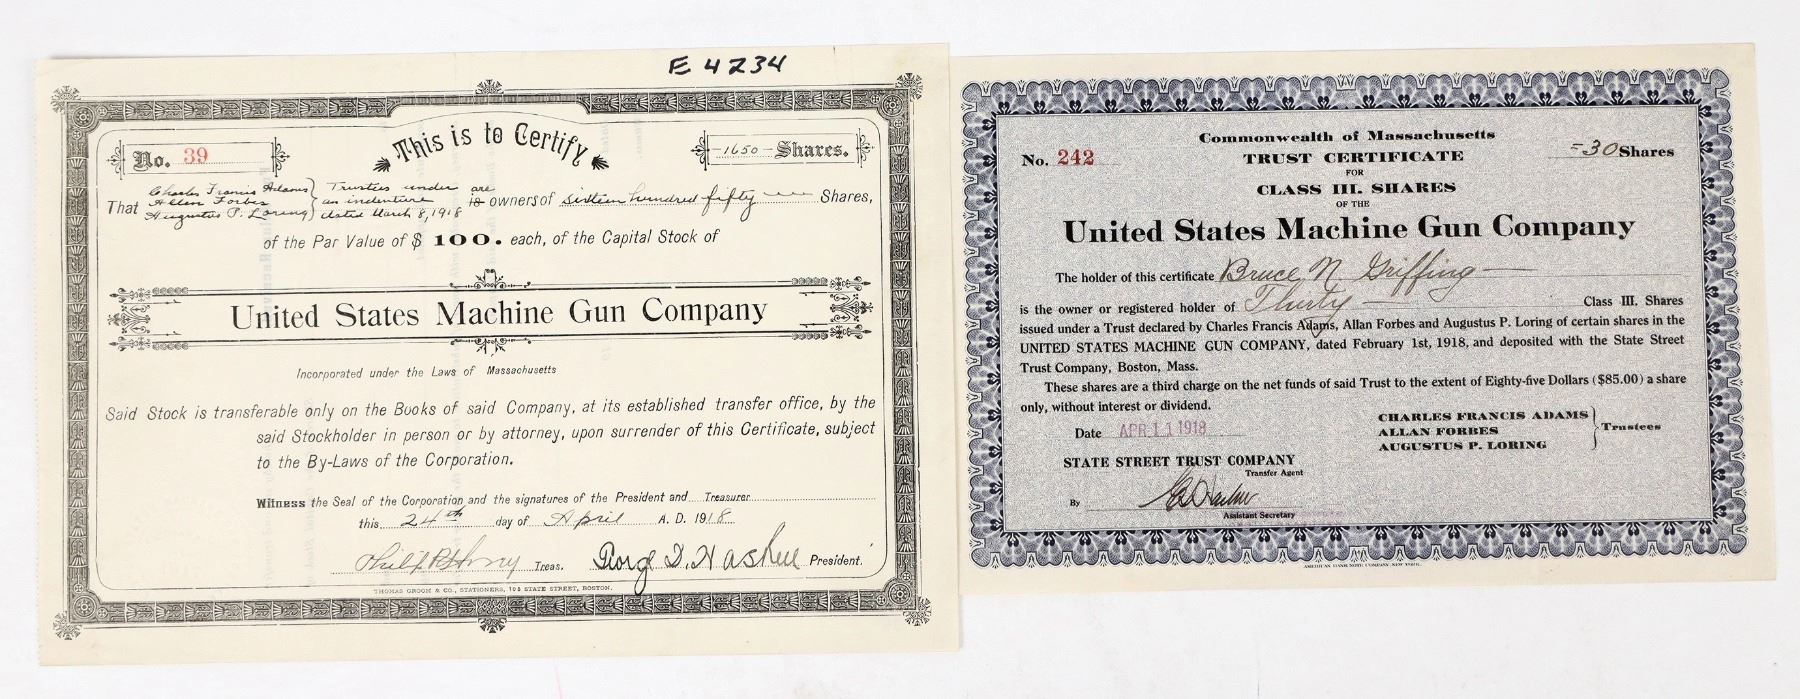 E 4234
This is to Certify
No. 39
-1650- Shares.
That Charles Francis Adams
Allen Forbes
Augustus P. Loring } Trustees under
an indenture
dated March 8, 1918
are
is owners of sixteen hundred fifty Shares,
of the Par Value of $ 100. each, of the Capital Stock of
United States Machine Gun Company
Incorporated under the Laws of Massachusetts
Said Stock is transferable only on the Books of said Company, at its established transfer office, by the
said Stockholder in person or by attorney, upon surrender of this Certificate, subject
to the By-Laws of the Corporation.
Witness the Seal of the Corporation and the signatures of the President and Treasurer
this 24th day of April A. D. 1918
Treas. George D. Haskell President.
THOMAS GROOM & CO., STATIONERS, 105 STATE STREET, BOSTON.
Commonwealth of Massachusetts
No. 242
TRUST CERTIFICATE
=30 Shares
FOR
CLASS III. SHARES
OF THE
United States Machine Gun Company
The holder of this certificate Bruce N Griffing
is the owner or registered holder of Thirty Class III. Shares
issued under a Trust declared by Charles Francis Adams, Allan Forbes and Augustus P. Loring of certain shares in the
UNITED STATES MACHINE GUN COMPANY, dated February 1st, 1918, and deposited with the State Street
Trust Company, Boston, Mass.
These shares are a third charge on the net funds of said Trust to the extent of Eighty-five Dollars ($85.00) a share
only, without interest or dividend.
Date APR 11 1918
CHARLES FRANCIS ADAMS
ALLAN FORBES
AUGUSTUS P. LORING } Trustees
STATE STREET TRUST COMPANY
Transfer Agent
By
Assistant Secretary
AMERICAN BANK NOTE COMPANY, NEW YORK.